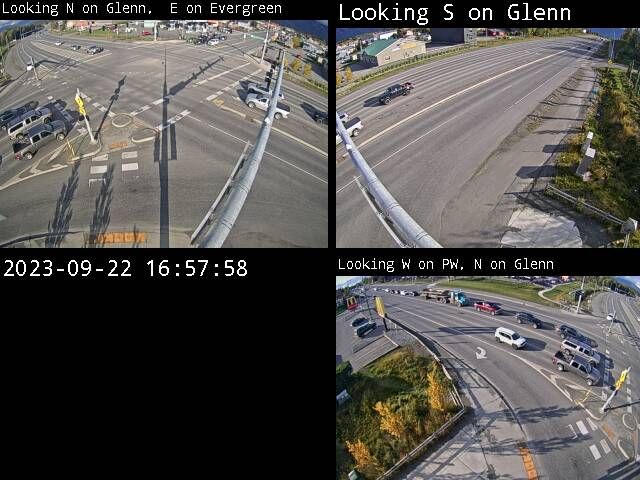 Looking N on Glenn,  E on Evergreen
Looking S on Glenn
2023-09-22 16:57:58
Looking W on PW, N on Glenn